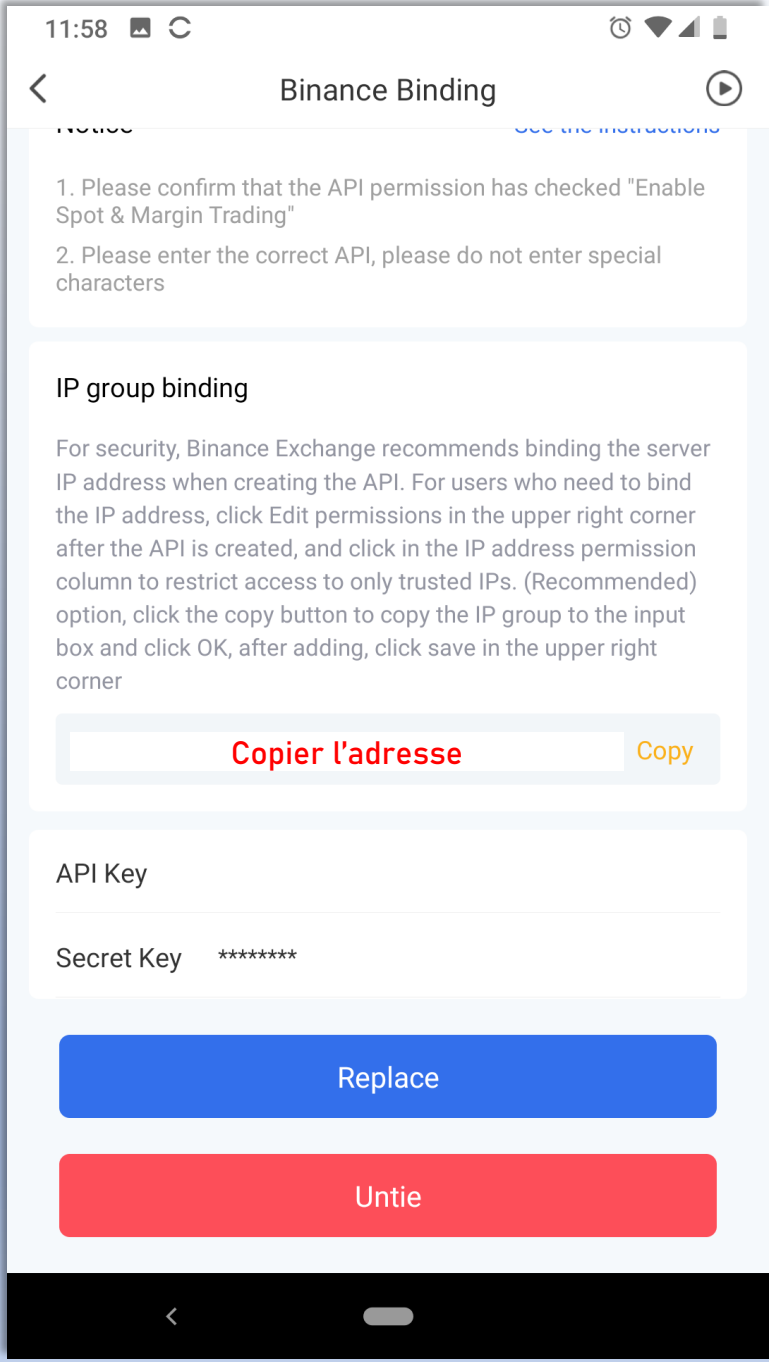 11:58
Binance Binding
Notice
See the instructions
1. Please confirm that the API permission has checked "Enable
Spot & Margin Trading"
2. Please enter the correct API, please do not enter special
characters
IP group binding
For security, Binance Exchange recommends binding the server
IP address when creating the API. For users who need to bind
the IP address, click Edit permissions in the upper right corner
after the API is created, and click in the IP address permission
column to restrict access to only trusted IPs. (Recommended)
option, click the copy button to copy the IP group to the input
box and click OK, after adding, click save in the upper right
corner
Copier l’adresse
Copy
API Key
Secret Key ********
Replace
Untie